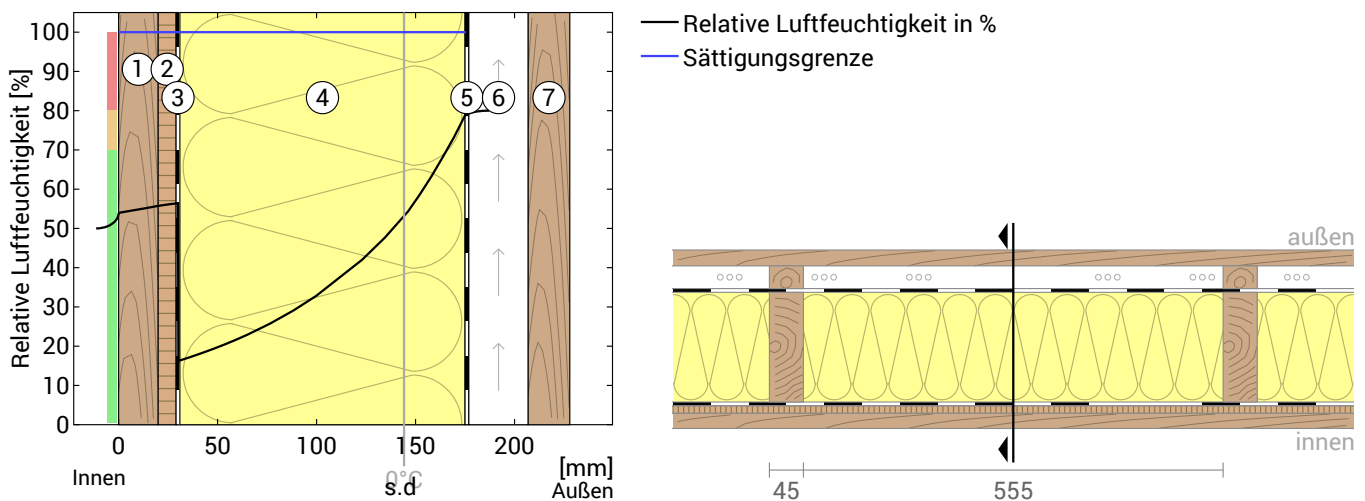 Relative Luftfeuchtigkeit [%]
100
90
80
70
60
50
40
30
20
10
0
1
2
3
4
5
6
7
0
50
100
150
200
[mm]
Innen
0°C
s.d
Außen
Relative Luftfeuchtigkeit in %
Sättigungsgrenze
außen
innen
45
555